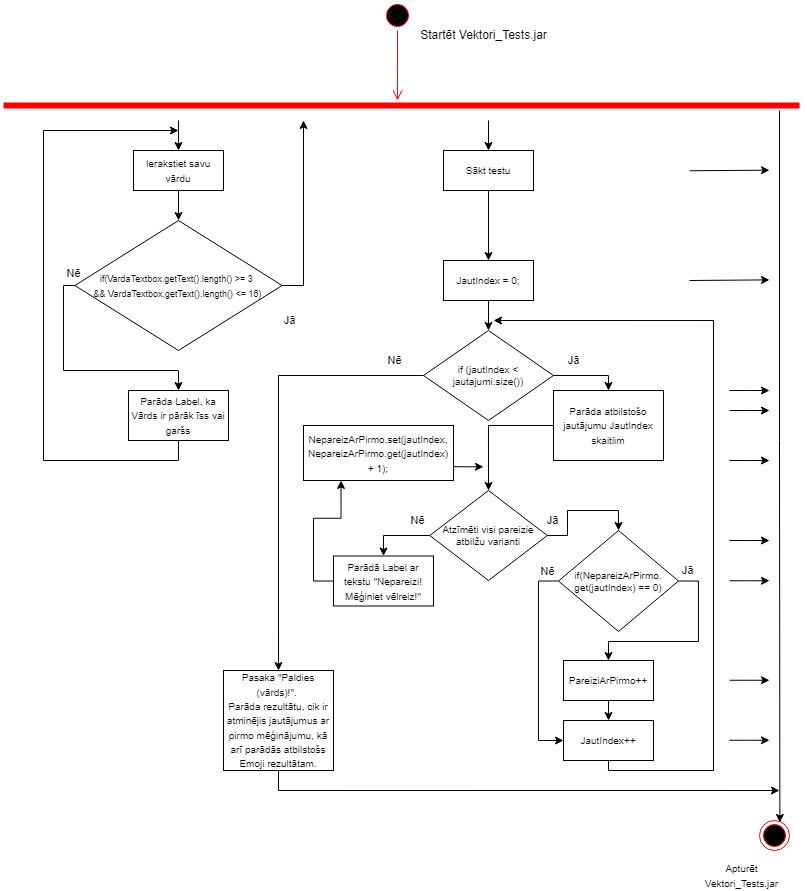 Startēt Vektori_Tests.jar
Ierakstiet savu
vārdu
Nē
if(VardaTextbox.getText().length() >= 3
&& VardaTextbox.getText().length() <= 16)
Jā
Parāda Label, ka
Vārds ir pārāk īss vai
garšs
Sākt testu
JautIndex = 0;
Nē
if (jautIndex <
jautajumi.size())
Jā
Parāda atbilstošo
jautājumu JautIndex
skaitlim
NepareizArPirmo.set(jautIndex,
NepareizArPirmo.get(jautIndex)
+ 1);
Nē
Atzīmēti visi pareizie
atbilžu varianti
Jā
Parādā Label ar
tekstu "Nepareizi!
Mēģiniet vēlreiz!"
Nē
if(NepareizArPirmo.
get(jautIndex) == 0)
Jā
PareiziArPirmo++
JautIndex++
Pasaka "Paldies
(vārds)!".
Parāda rezultātu, cik ir
atminējis jautājumus ar
pirmo mēģinājumu, kā
arī parādās atbilstošs
Emoji rezultātam.
Apturēt
Vektori_Tests.jar